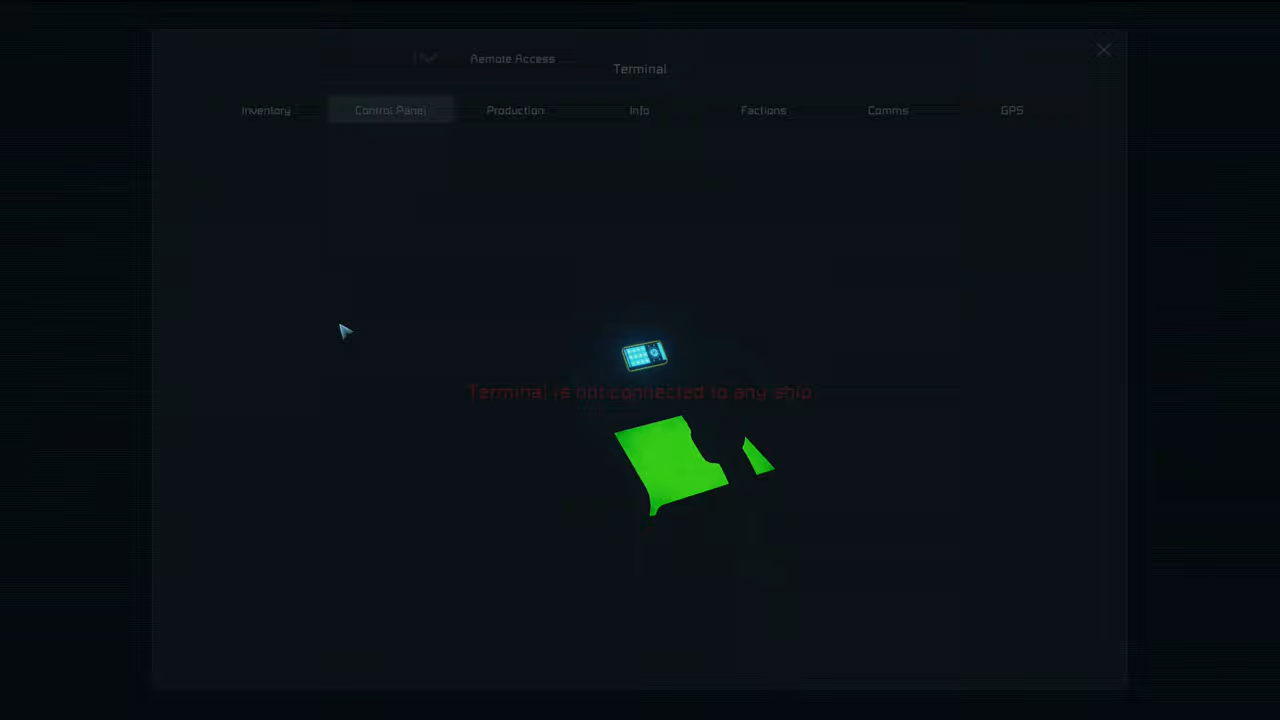 Remote Access
Terminal
Inventory Control Panel Production Info Factions Comms GPS
Terminal is not connected to any ship